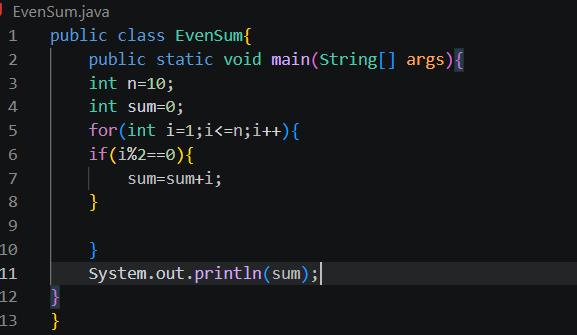 EvenSum.java
1 public class EvenSum{
2 public static void main(String[] args){
3 int n=10;
4 int sum=0;
5 for(int i=1;i<=n;i++){
6 if(i%2==0){
7 sum=sum+i;
8 }
9
10 }
11 System.out.println(sum);
12 }
13 }